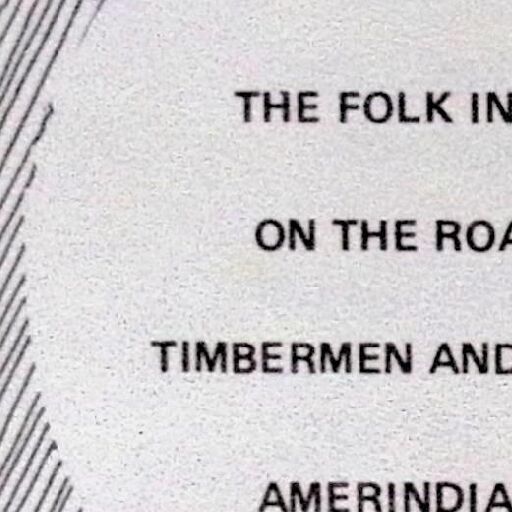 THE FOLK IN
ON THE ROA
TIMBERMEN AND
AMERINDIA